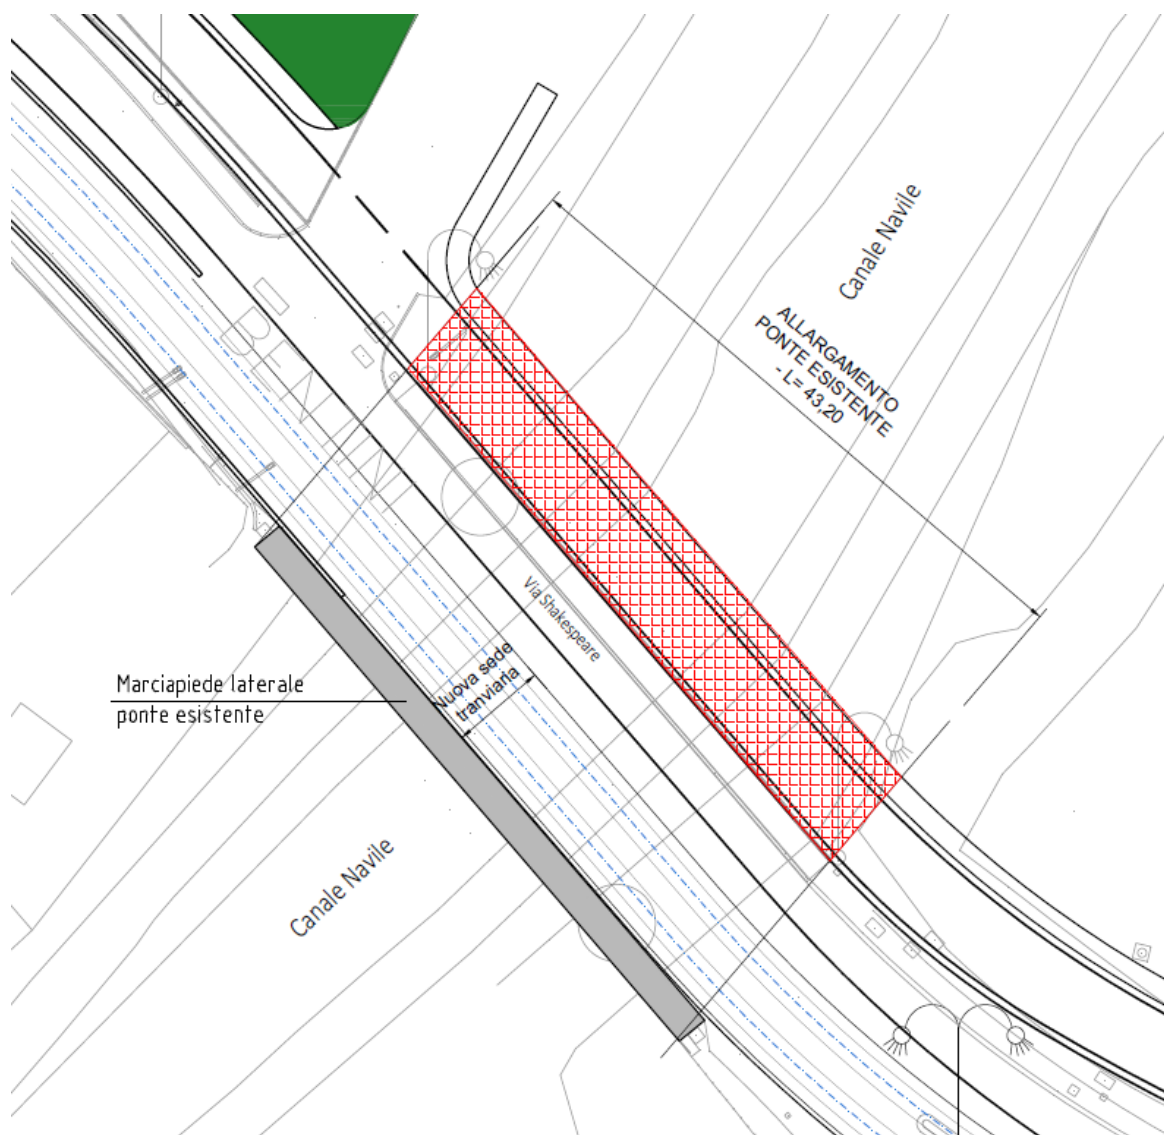 Canale Navile
ALLARGAMENTO
PONTE ESISTENTE
- L= 43,20
Via Shakespeare
Nuova sede
tranviaria
Marciapiede laterale
ponte esistente
Canale Navile